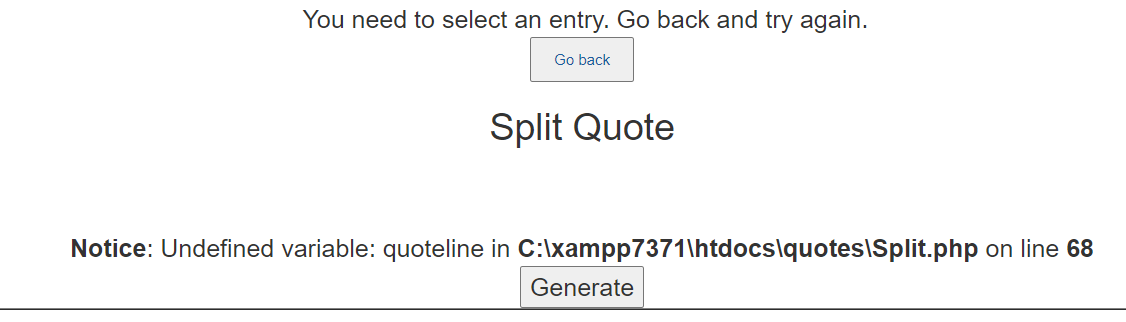 You need to select an entry. Go back and try again.
Go back
Split Quote
Notice: Undefined variable: quoteline in C:\xampp7371\htdocs\quotes\Split.php on line 68
Generate